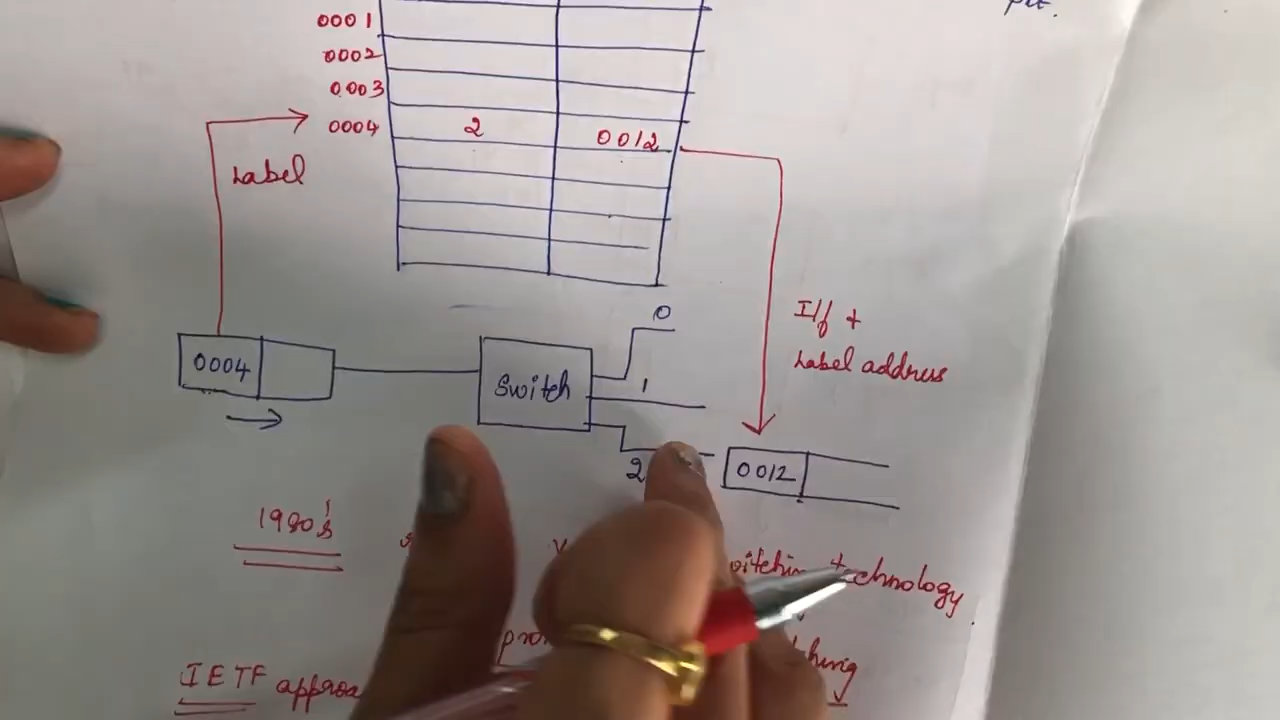 0001
0002
0003
0004 2 0012
Label
I/f +
Label address
0
0004
Switch
1
2
0012
1980's
technology.
IETF